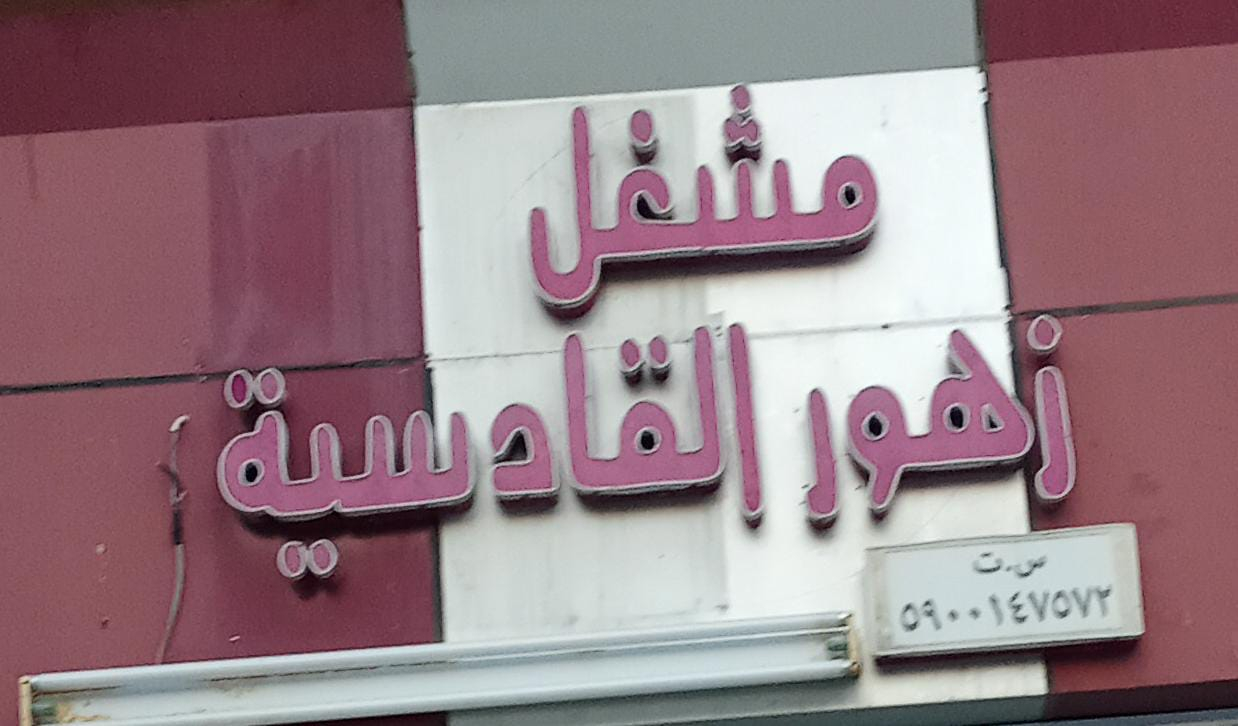 مشغل
زهور القادسية
س.ت
٥٩٠٠١٤٧٥٧٢